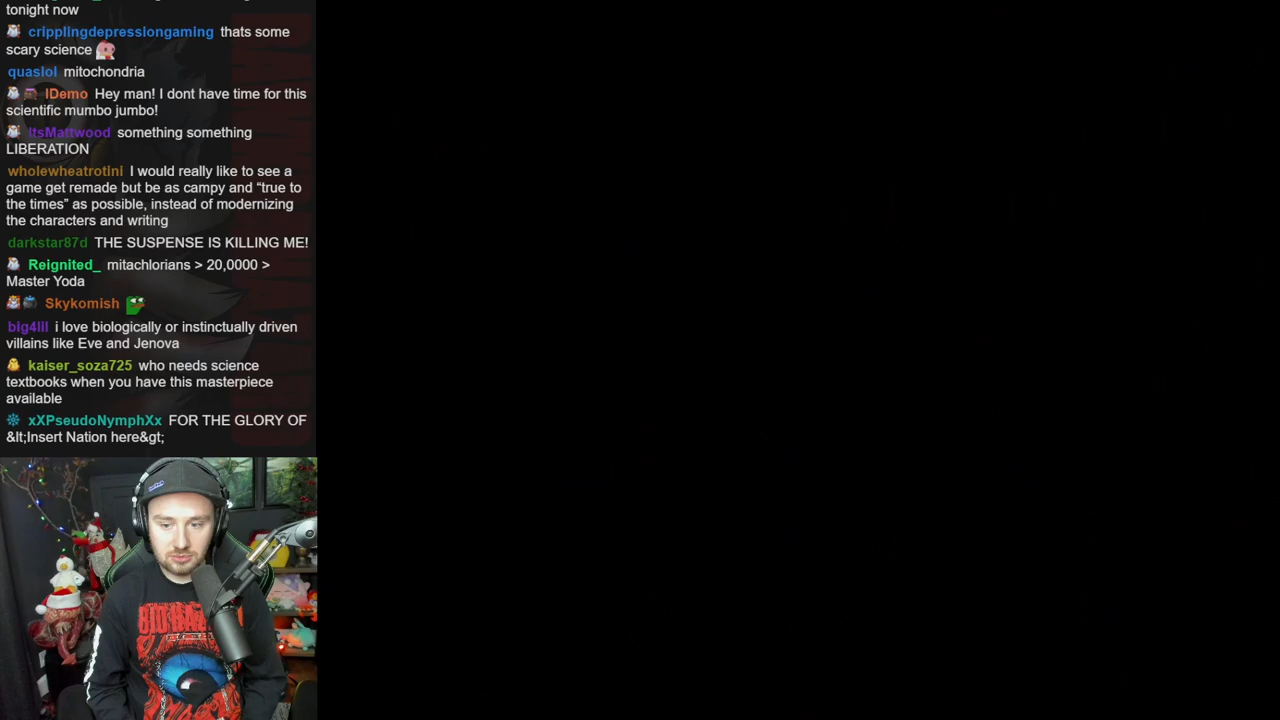 tonight now
cripplingdepressiongaming thats some
scary science
quaslol mitochondria
IDemo Hey man! I dont have time for this
scientific mumbo jumbo!
ItsMattwood something something
LIBERATION
wholewheatrotini I would really like to see a
game get remade but be as campy and “true to
the times” as possible, instead of modernizing
the characters and writing
darkstar87d THE SUSPENSE IS KILLING ME!
Reignited_ mitachlorians > 20,0000 >
Master Yoda
Skykomish
big4lll i love biologically or instinctually driven
villains like Eve and Jenova
kaiser_soza725 who needs science
textbooks when you have this masterpiece
available
xXPseudoNymphXx FOR THE GLORY OF
&lt;Insert Nation here&gt;